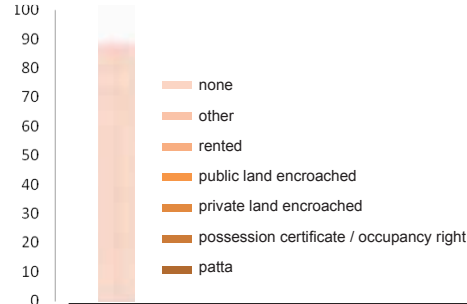 100
90
80
70
60
50
40
30
20
10
0
none
other
rented
public land encroached
private land encroached
possession certificate / occupancy right
patta